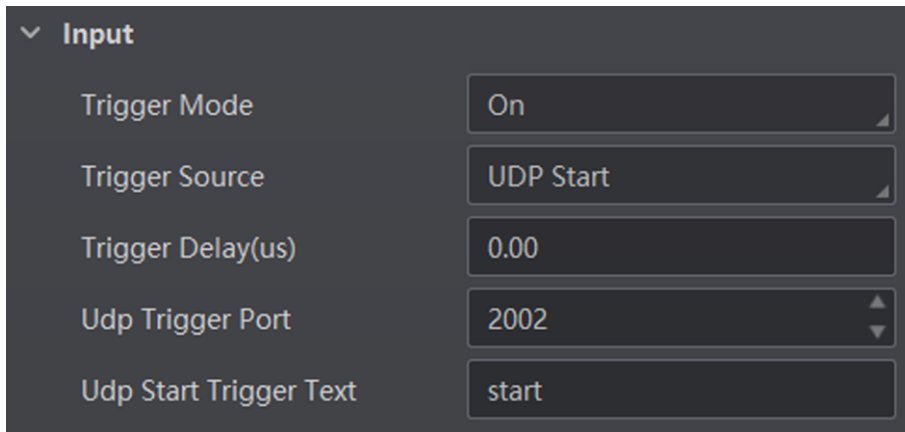 Input
Trigger Mode On
Trigger Source UDP Start
Trigger Delay(us) 0.00
Udp Trigger Port 2002
Udp Start Trigger Text start